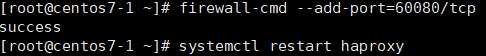 [root@centos7-1 ~]# firewall-cmd --add-port=60080/tcp
success
[root@centos7-1 ~]# systemctl restart haproxy